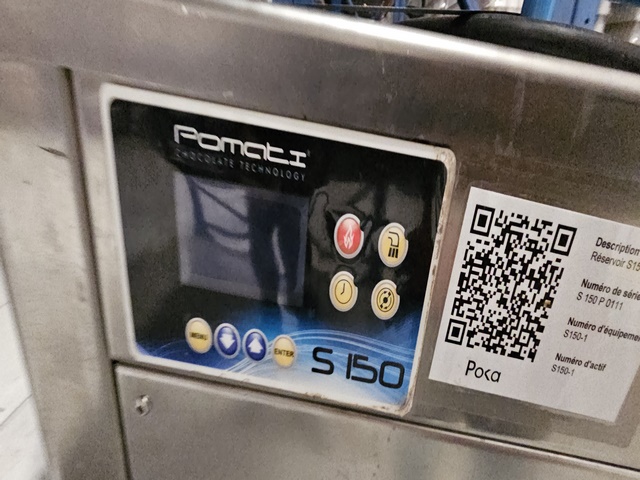 Pomati
CHOCOLATE TECHNOLOGY
MENU
ENTER
S 150
Description
Réservoir S15
Numéro de série
S 150 P 0111
Numéro d'équipeme
S150-1
Numéro d'actif
S150-1
Poka